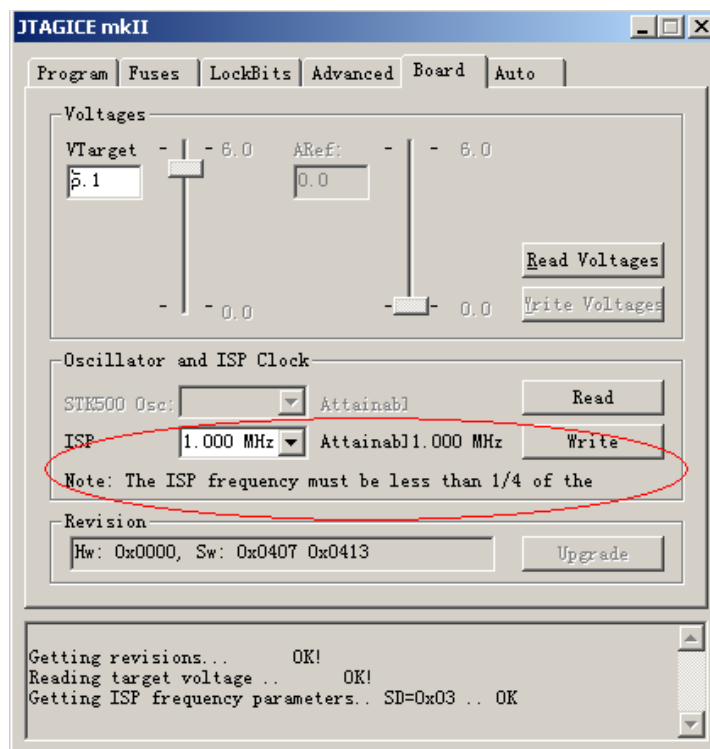 JTAGICE mkII
Program Fuses LockBits Advanced Board Auto
Voltages
VTarget 6.0 ARef: 6.0
5.1 0.0
Read Voltages
0.0 0.0 Write Voltages
Oscillator and ISP Clock
STK500 Osc: Attainabl Read
ISP 1.000 MHz Attainabl 1.000 MHz Write
Note: The ISP frequency must be less than 1/4 of the
Revision
Hw: 0x0000, Sw: 0x0407 0x0413 Upgrade
Getting revisions... OK!
Reading target voltage .. OK!
Getting ISP frequency parameters.. SD=0x03 .. OK